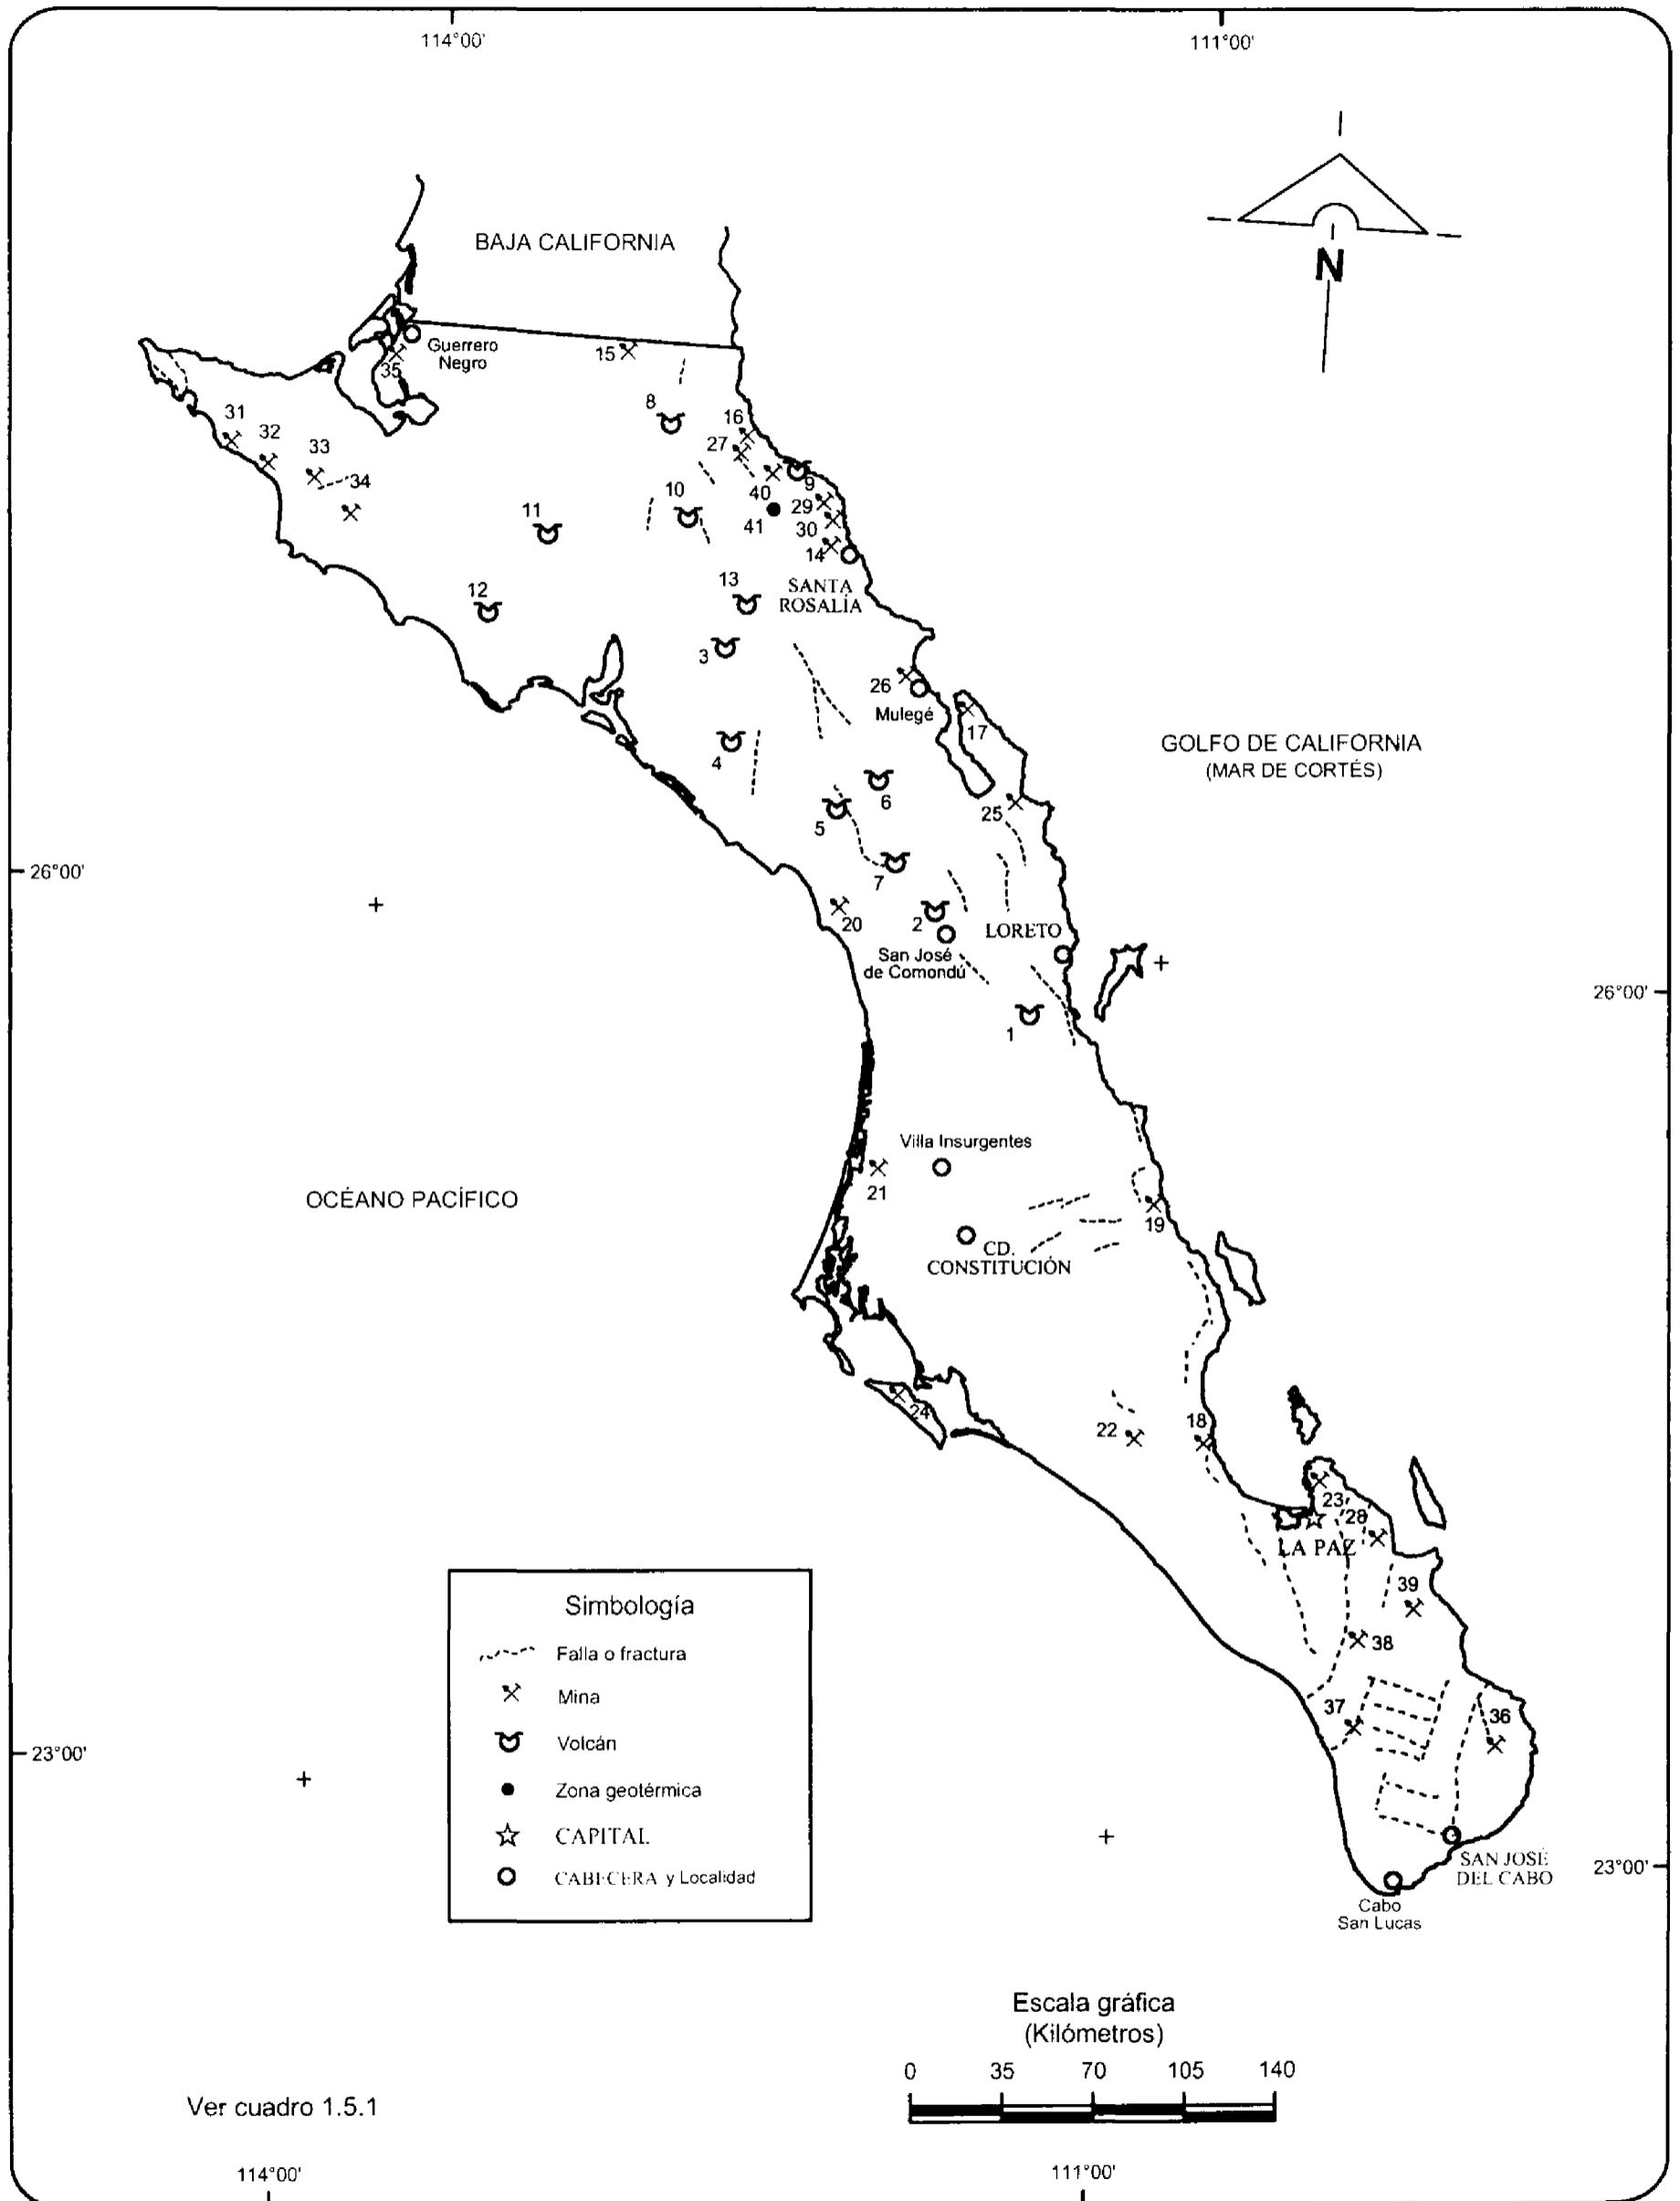 114°00'
111°00'
BAJA CALIFORNIA
N
Guerrero
Negro
35
15
8
16
27
31
32
33
34
40
9
10
29
41
11
30
14
SANTA
ROSALÍA
13
12
3
26
Mulegé
17
GOLFO DE CALIFORNIA
(MAR DE CORTÉS)
4
6
5
25
26°00'
7
20
2
LORETO
San José
de Comondú
26°00'
1
Villa Insurgentes
21
OCÉANO PACÍFICO
19
CD.
CONSTITUCIÓN
24
22
18
23
28
LA PAZ
39
38
37
36
23°00'
Simbología
Falla o fractura
Mina
Volcán
Zona geotérmica
CAPITAL
CABECERA y Localidad
SAN JOSÉ
DEL CABO
23°00'
Cabo
San Lucas
Escala gráfica
(Kilómetros)
0 35 70 105 140
Ver cuadro 1.5.1
114°00'
111°00'